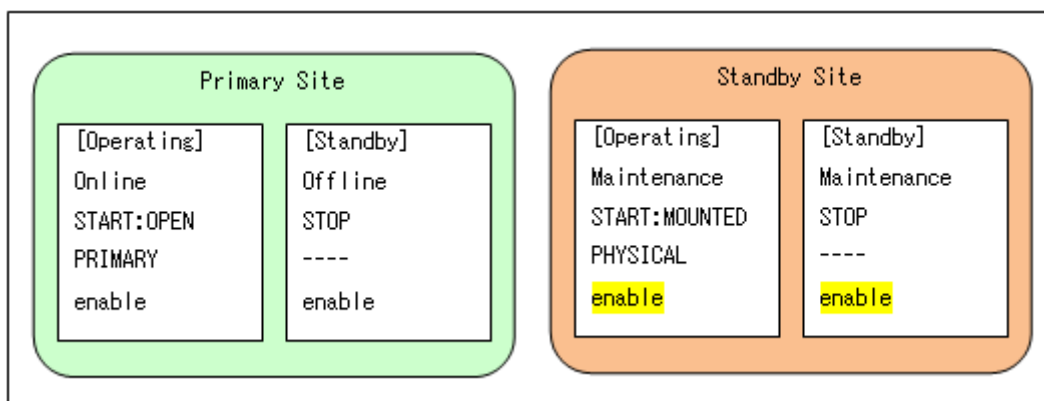 Primary Site
[Operating]
Online
START:OPEN
PRIMARY
enable
[Standby]
Offline
STOP
----
enable
Standby Site
[Operating]
Maintenance
START:MOUNTED
PHYSICAL
enable
[Standby]
Maintenance
STOP
----
enable